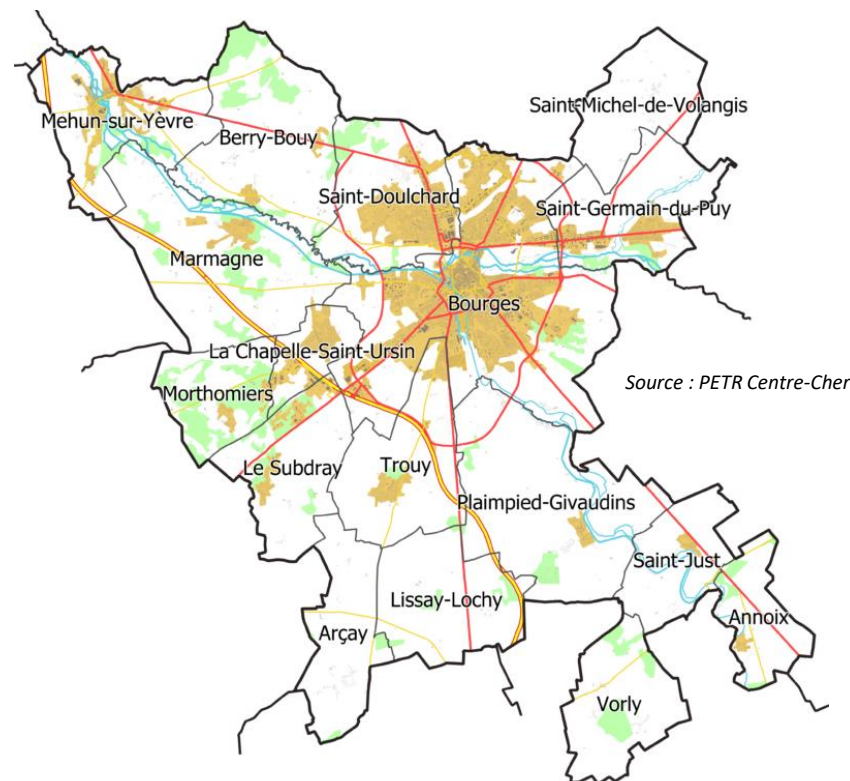 Saint-Michel-de-Volangis
Mehun-sur-Yèvre
Berry-Bouy
Saint-Doulchard
Saint-Germain-du-Puy
Marmagne
Bourges
La Chapelle-Saint-Ursin
Source : PETR Centre-Cher
Morthomiers
Le Subdray
Trouy
Plaimpied-Givaudins
Saint-Just
Lissay-Lochy
Annoix
Arçay
Vorly